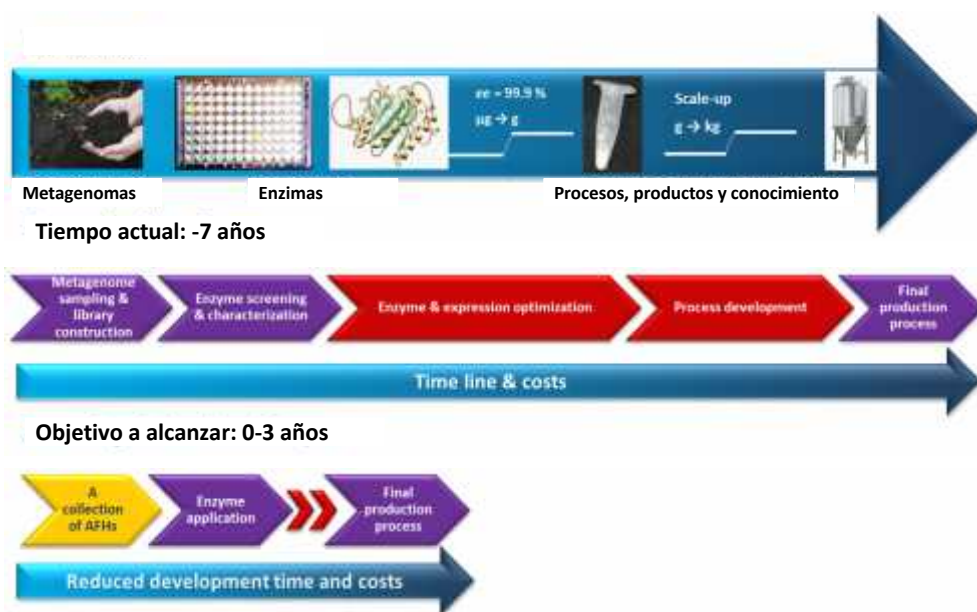 ee = 99.9 %
µg → g
Scale-up
g → kg
Metagenomas
Enzimas
Procesos, productos y conocimiento
Tiempo actual: -7 años
Metagenome
sampling &
library
construction
Enzyme screening
& characterization
Enzyme & expression optimization
Process development
Final
production
process
Time line & costs
Objetivo a alcanzar: 0-3 años
A
collection
of AFHs
Enzyme
application
Final
production
process
Reduced development time and costs